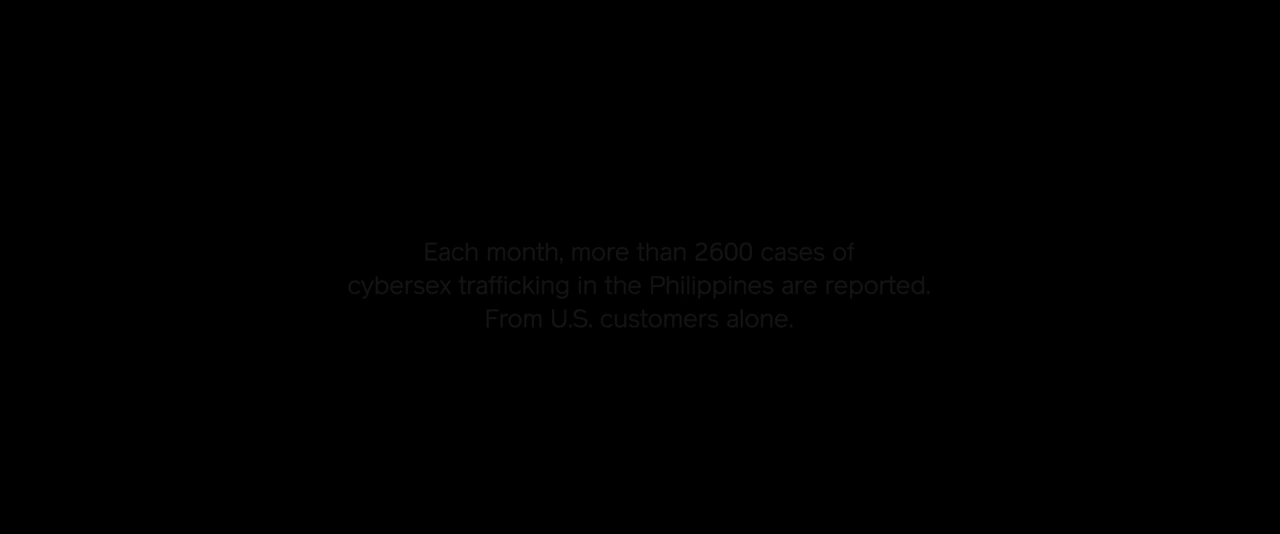 Each month, more than 2600 cases of
cybersex trafficking in the Philippines are reported.
From U.S. customers alone.